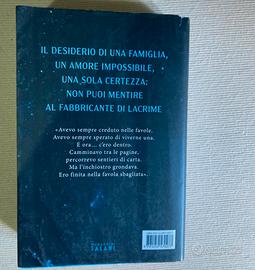 IL DESIDERIO DI UNA FAMIGLIA,
UN AMORE IMPOSSIBILE,
UNA SOLA CERTEZZA:
NON PUOI MENTIRE
AL FABBRICANTE DI LACRIME
«Avevo sempre creduto nelle favole.
Avevo sempre sperato di viverne una.
E ora... c'ero dentro.
Camminavo tra le pagine,
percorrevo sentieri di carta.
Ma l'inchiostro grondava.
Ero finita nella favola sbagliata».
SALANI